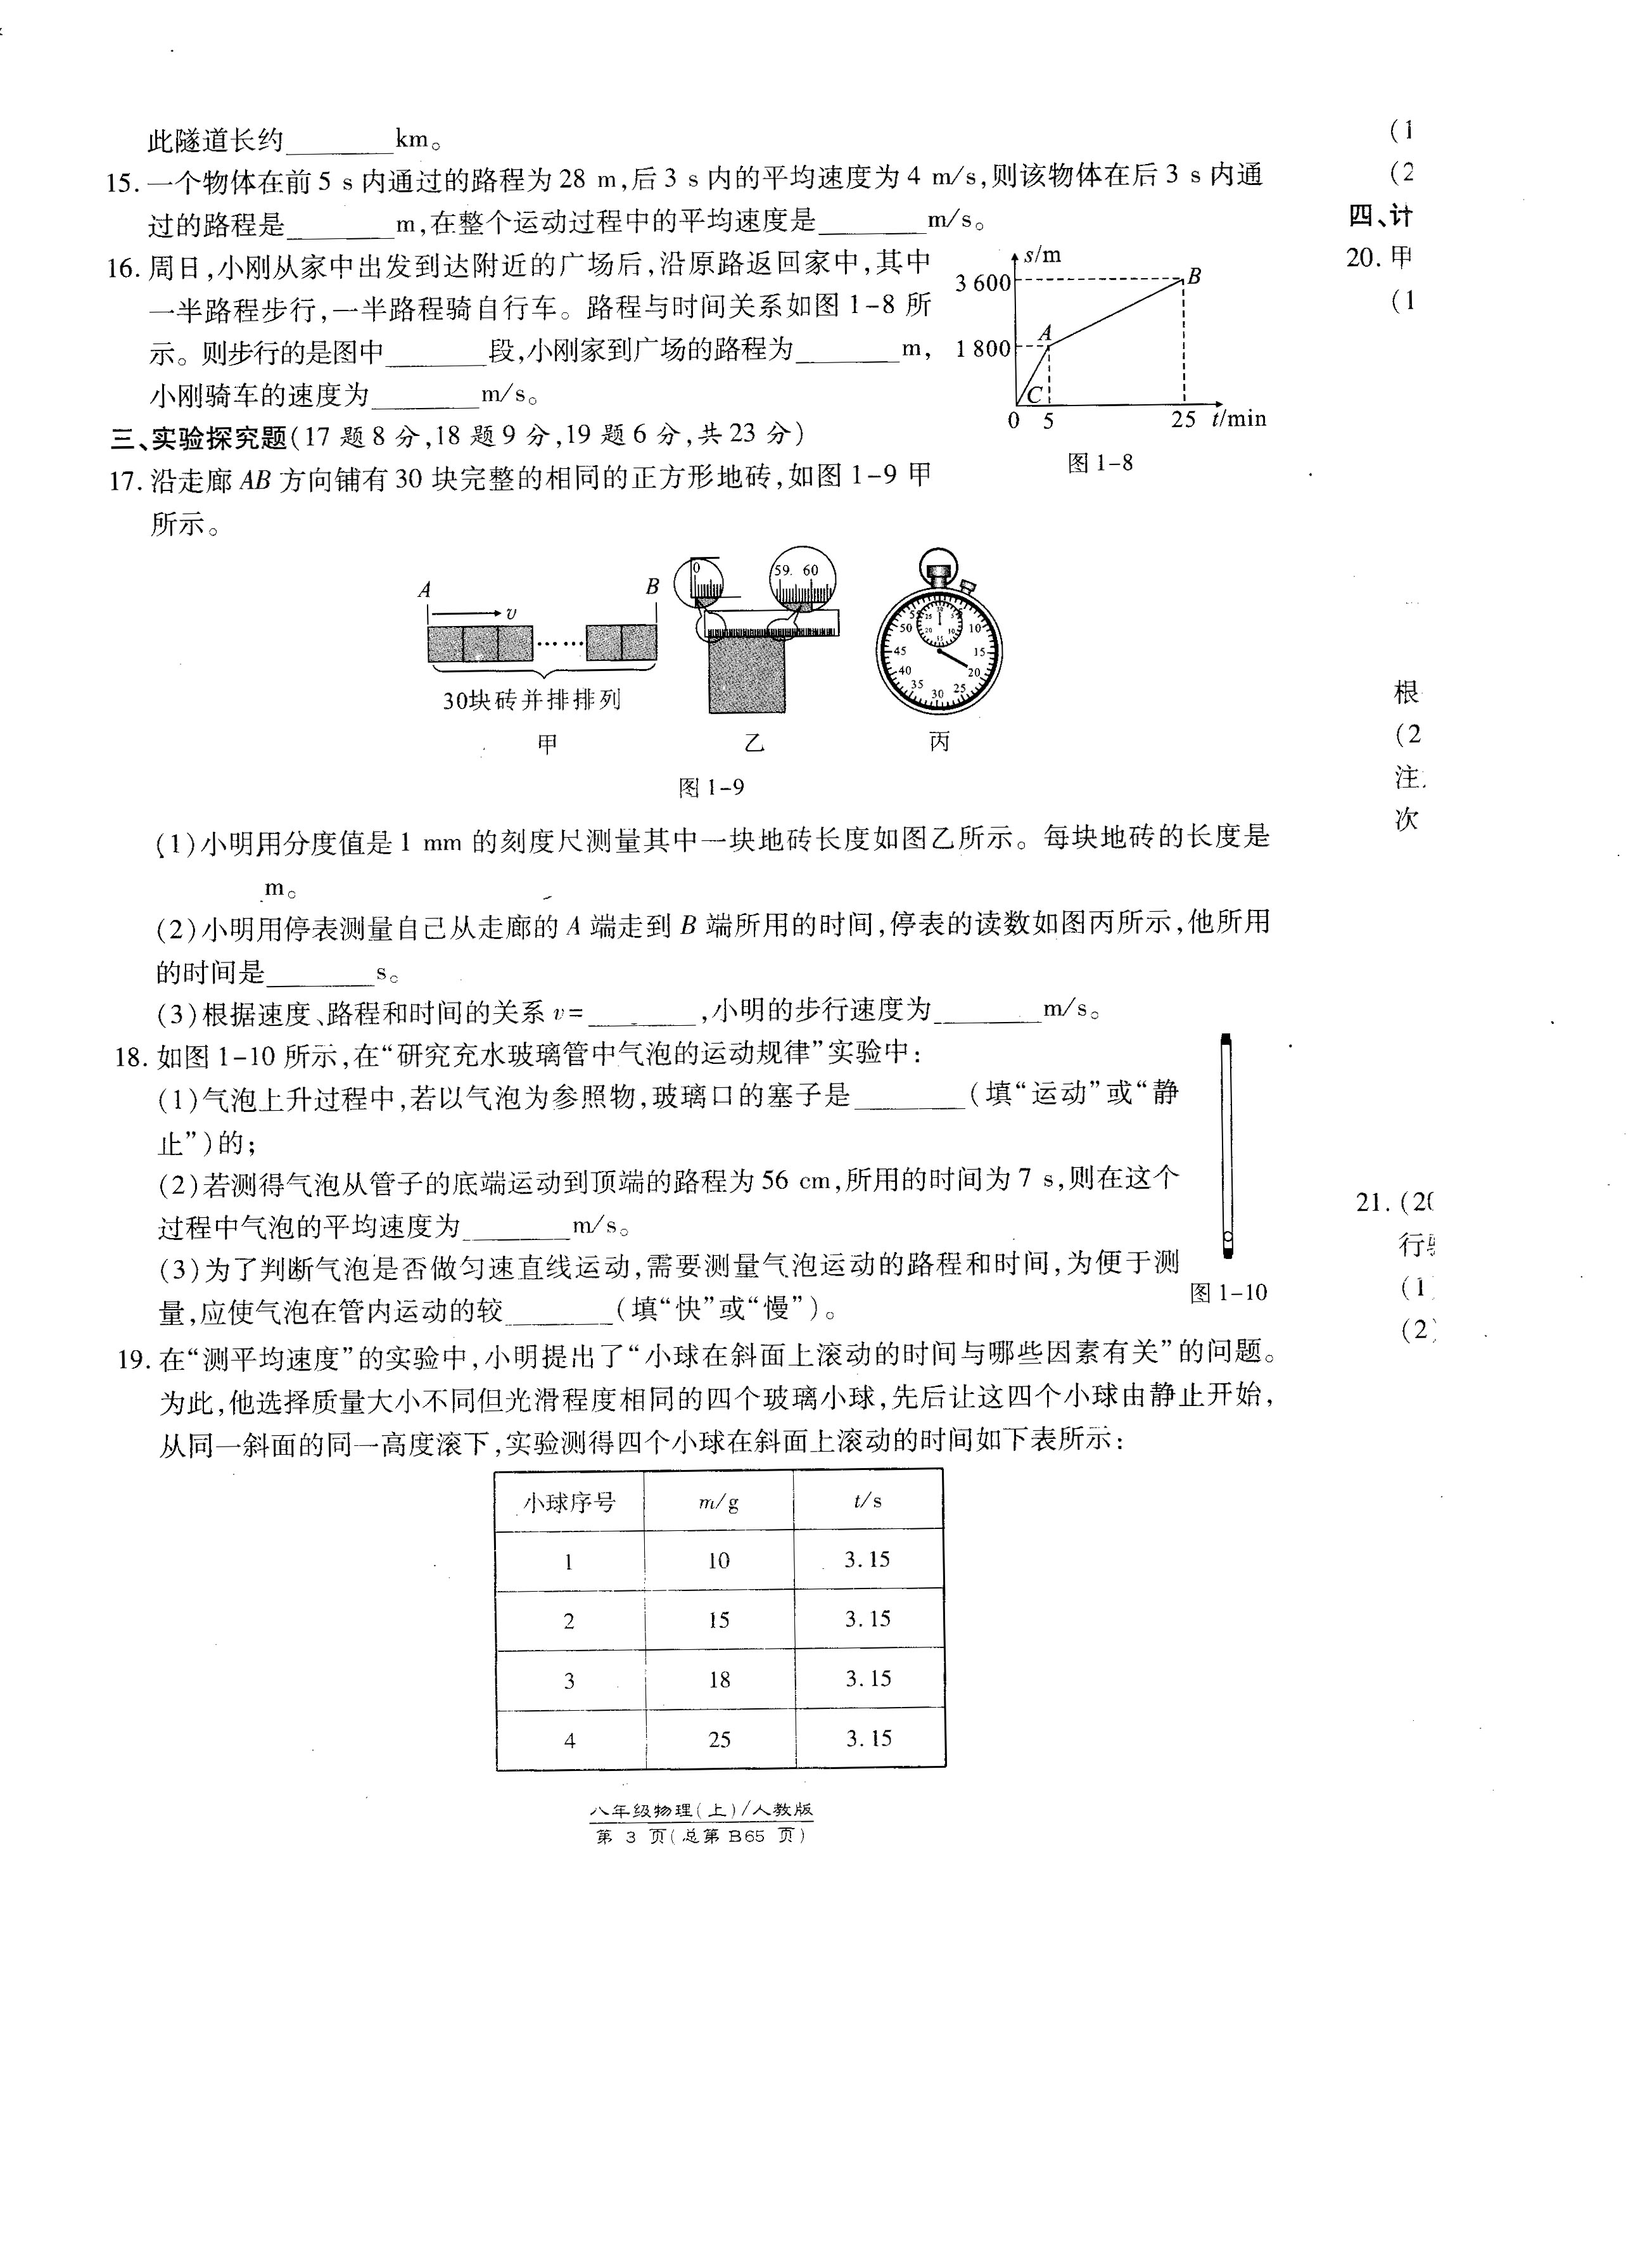 此隧道长约________km。
15. 一个物体在前 5 s 内通过的路程为 28 m,后 3 s 内的平均速度为 4 m/s,则该物体在后 3 s 内通
过的路程是________m,在整个运动过程中的平均速度是________m/s。
16. 周日,小刚从家中出发到达附近的广场后,沿原路返回家中,其中
一半路程步行,一半路程骑自行车。路程与时间关系如图 1-8 所
示。则步行的是图中________段,小刚家到广场的路程为________m,
小刚骑车的速度为________m/s。
s/m
3 600
B
A
1 800
C
0 5 25 t/min
图 1-8
三、实验探究题(17 题 8 分,18 题 9 分,19 题 6 分,共 23 分)
17. 沿走廊 AB 方向铺有 30 块完整的相同的正方形地砖,如图 1-9 甲
所示。
A v B
30块砖并排排列
甲
0
59. 60
乙
10
15
20
25
30
35
40
45
50
丙
图 1-9
(1)小明用分度值是 1 mm 的刻度尺测量其中一块地砖长度如图乙所示。每块地砖的长度是
m。
(2)小明用停表测量自己从走廊的 A 端走到 B 端所用的时间,停表的读数如图丙所示,他所用
的时间是________s。
(3)根据速度、路程和时间的关系 v=________,小明的步行速度为________m/s。
18. 如图 1-10 所示,在“研究充水玻璃管中气泡的运动规律”实验中:
(1)气泡上升过程中,若以气泡为参照物,玻璃口的塞子是________(填“运动”或“静
止”)的;
(2)若测得气泡从管子的底端运动到顶端的路程为 56 cm,所用的时间为 7 s,则在这个
过程中气泡的平均速度为________m/s。
(3)为了判断气泡是否做匀速直线运动,需要测量气泡运动的路程和时间,为便于测
量,应使气泡在管内运动的较________(填“快”或“慢”)。
图 1-10
19. 在“测平均速度”的实验中,小明提出了“小球在斜面上滚动的时间与哪些因素有关”的问题。
为此,他选择质量大小不同但光滑程度相同的四个玻璃小球,先后让这四个小球由静止开始,
从同一斜面的同一高度滚下,实验测得四个小球在斜面上滚动的时间如下表所示:
小球序号 m/g t/s
1 10 3.15
2 15 3.15
3 18 3.15
4 25 3.15
八年级物理(上)/人教版
第 3 页(总第 B65 页)
(1
(2
四、计
20. 甲
(1
根
(2
注
次
21. (20
行
(1
(2